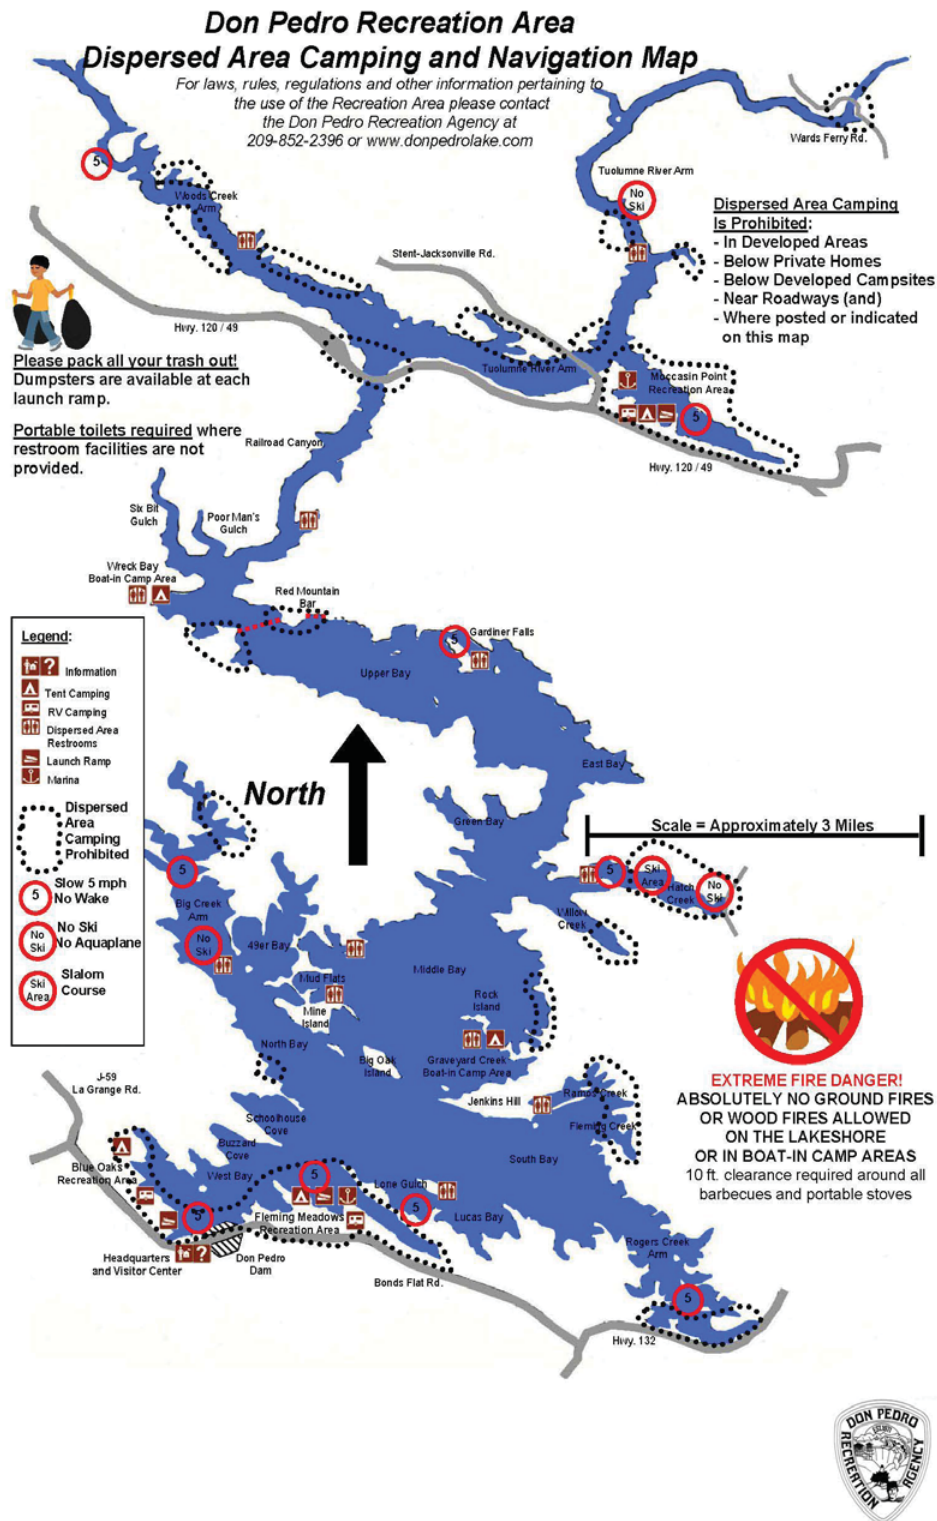 Don Pedro Recreation Area
Dispersed Area Camping and Navigation Map
For laws, rules, regulations and other information pertaining to
the use of the Recreation Area please contact
the Don Pedro Recreation Agency at
209-852-2396 or www.donpedrolake.com
Wards Ferry Rd.
5
Tuolumne River Arm
No
Ski
Woods Creek
Arm
Dispersed Area Camping
Is Prohibited:
- In Developed Areas
- Below Private Homes
- Below Developed Campsites
- Near Roadways (and)
- Where posted or indicated
on this map
Stent-Jacksonville Rd.
Hwy. 120 / 49
Please pack all your trash out!
Dumpsters are available at each
launch ramp.
Tuolumne River Arm
Moccasin Point
Recreation Area
5
Portable toilets required where
restroom facilities are not
provided.
Railroad Canyon
Hwy. 120 / 49
Six Bit
Gulch
Poor Man's
Gulch
Wreck Bay
Boat-in Camp Area
Red Mountain
Bar
5
Gardiner Falls
Upper Bay
Legend:
?
Information
Tent Camping
RV Camping
Dispersed Area
Restrooms
Launch Ramp
Marina
Dispersed
Area
Camping
Prohibited
5
Slow 5 mph
No Wake
No
Ski
No Ski
No Aquaplane
Ski
Area
Slalom
Course
East Bay
North
Green Bay
Scale = Approximately 3 Miles
5
5
Ski
Area
Hatch
Creek
No
Ski
Big Creek
Arm
Willow
Creek
No
Ski
49er Bay
Middle Bay
Mud Flats
Rock
Island
Mine
Island
North Bay
Big Oak
Island
Graveyard Creek
Boat-in Camp Area
EXTREME FIRE DANGER!
ABSOLUTELY NO GROUND FIRES
OR WOOD FIRES ALLOWED
ON THE LAKESHORE
OR IN BOAT-IN CAMP AREAS
10 ft. clearance required around all
barbecues and portable stoves
J-59
La Grange Rd.
Jenkins Hill
Ramos Creek
Schoolhouse
Cove
Fleming Creek
Buzzard
Cove
South Bay
Blue Oaks
Recreation Area
West Bay
5
Lone Gulch
5
5
Fleming Meadows
Recreation Area
Lucas Bay
Rogers Creek
Arm
Headquarters
and Visitor Center
?
Don Pedro
Dam
Bonds Flat Rd.
5
Hwy. 132
DON PEDRO
RECREATION
AGENCY